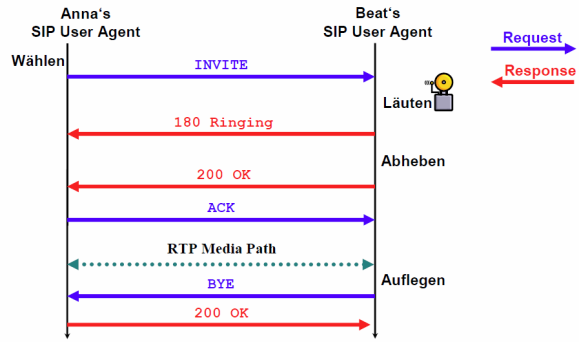 Anna‘s
SIP User Agent
Beat‘s
SIP User Agent
Request
Response
Wählen
INVITE
Läuten
180 Ringing
Abheben
200 OK
ACK
RTP Media Path
Auflegen
BYE
200 OK